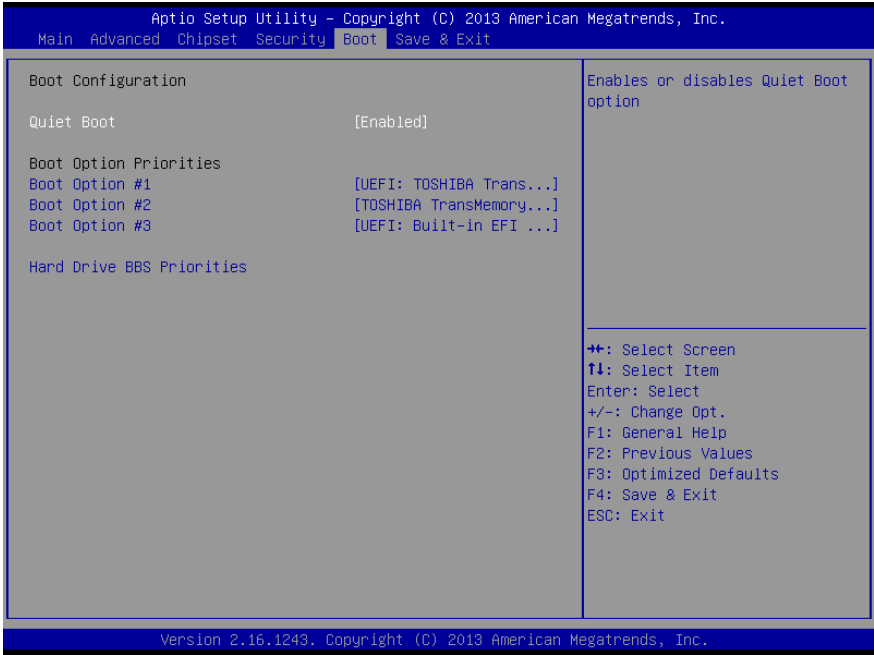 Aptio Setup Utility – Copyright (C) 2013 American Megatrends, Inc.
Main Advanced Chipset Security Boot Save & Exit
Boot Configuration
Quiet Boot [Enabled]
Boot Option Priorities
Boot Option #1 [UEFI: TOSHIBA Trans...]
Boot Option #2 [TOSHIBA TransMemory...]
Boot Option #3 [UEFI: Built-in EFI ...]
Hard Drive BBS Priorities
Enables or disables Quiet Boot
option
→←: Select Screen
↑↓: Select Item
Enter: Select
+/-: Change Opt.
F1: General Help
F2: Previous Values
F3: Optimized Defaults
F4: Save & Exit
ESC: Exit
Version 2.16.1243. Copyright (C) 2013 American Megatrends, Inc.